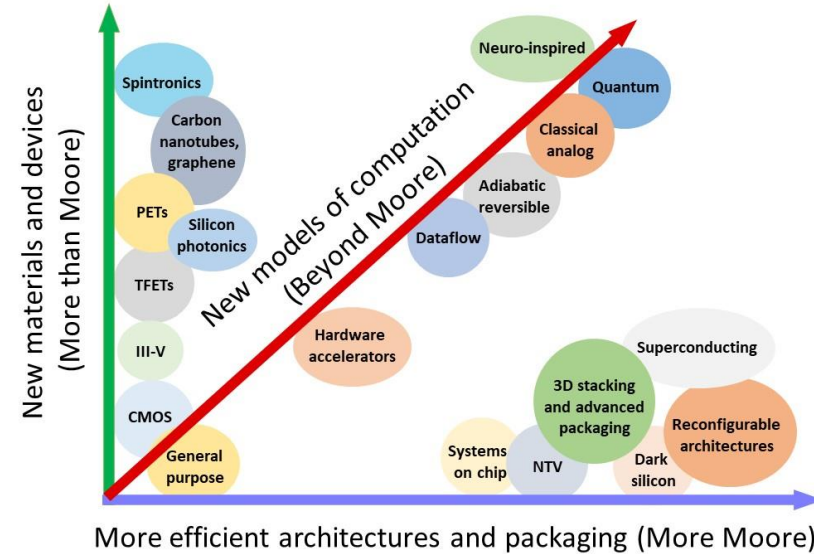 New materials and devices
(More than Moore)
Spintronics
Carbon
nanotubes,
graphene
PETs
Silicon
photonics
TFETs
III-V
CMOS
General
purpose
New models of computation
(Beyond Moore)
Neuro-inspired
Quantum
Classical
analog
Adiabatic
reversible
Dataflow
Hardware
accelerators
Superconducting
3D stacking
and advanced
packaging
Reconfigurable
architectures
Systems
on chip
NTV
Dark
silicon
More efficient architectures and packaging (More Moore)